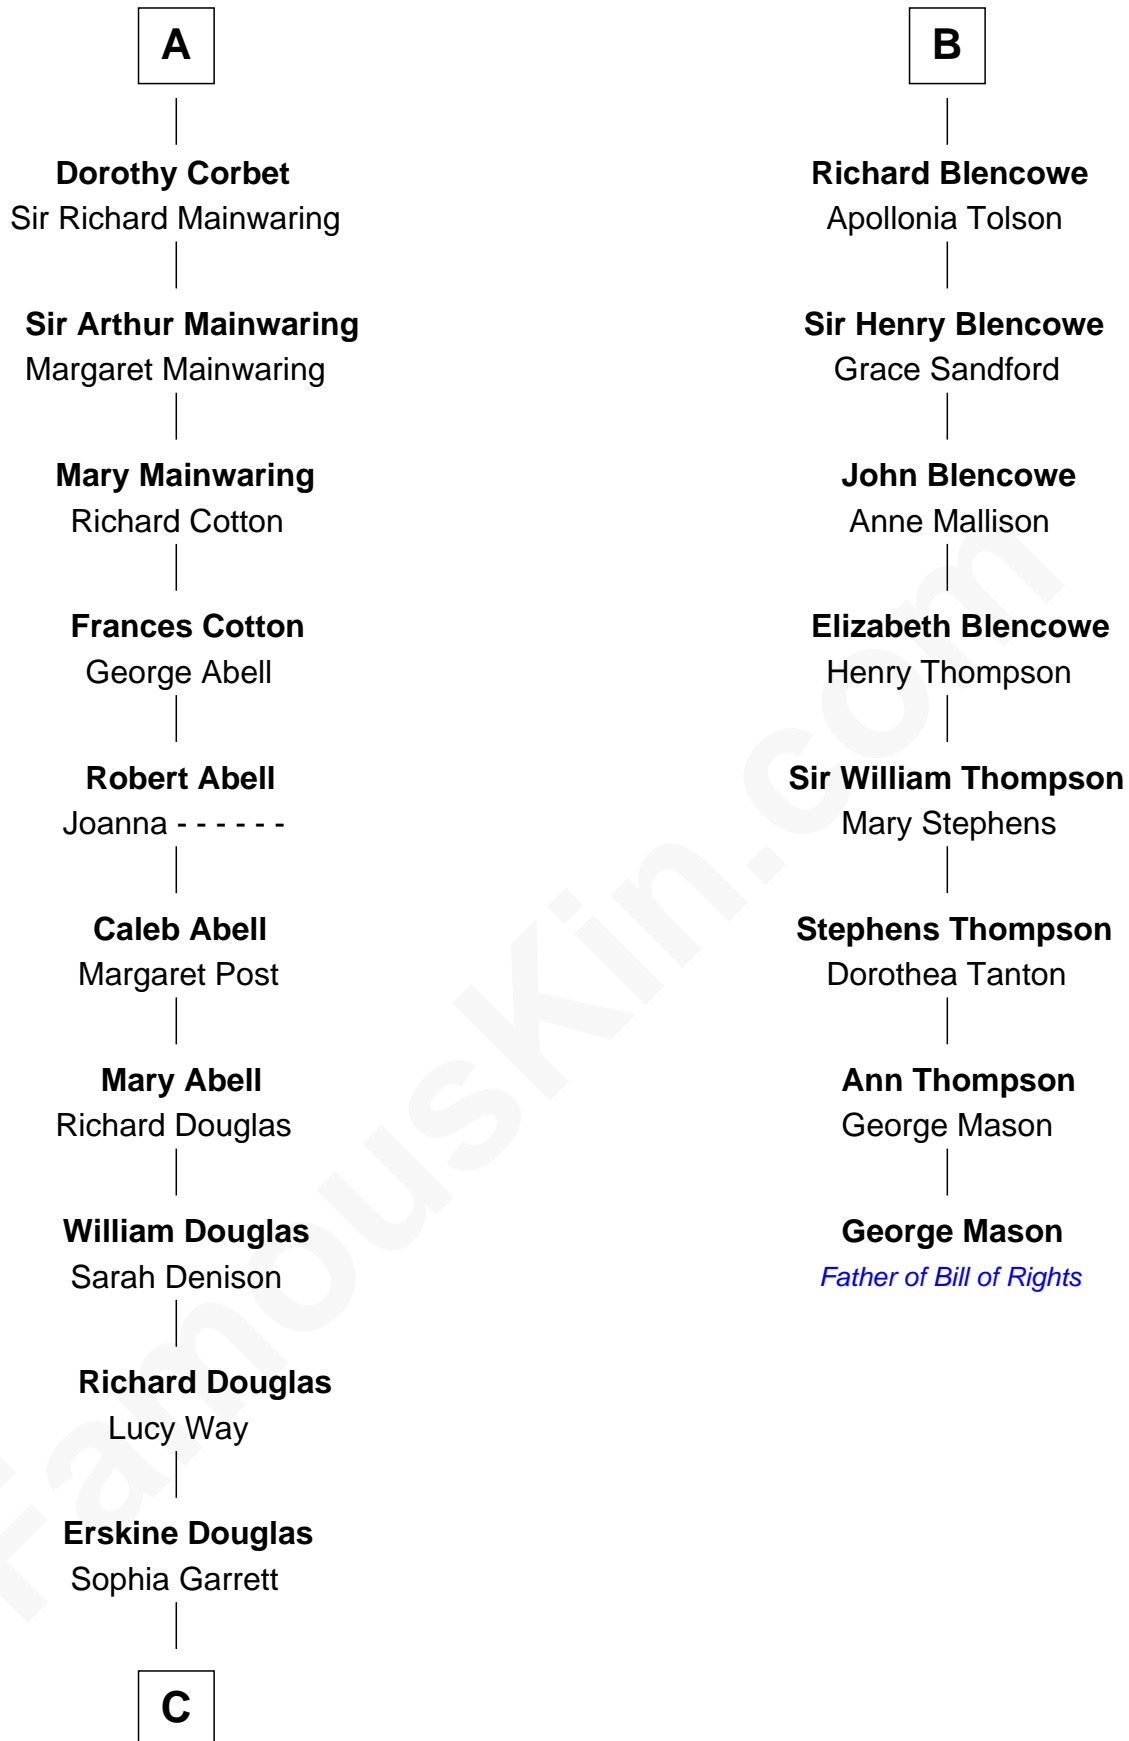 A
Dorothy Corbet
Sir Richard Mainwaring
Sir Arthur Mainwaring
Margaret Mainwaring
Mary Mainwaring
Richard Cotton
Frances Cotton
George Abell
Robert Abell
Joanna - - - - - -
Caleb Abell
Margaret Post
Mary Abell
Richard Douglas
William Douglas
Sarah Denison
Richard Douglas
Lucy Way
Erskine Douglas
Sophia Garrett
C
B
Richard Blencowe
Apollonia Tolson
Sir Henry Blencowe
Grace Sandford
John Blencowe
Anne Mallison
Elizabeth Blencowe
Henry Thompson
Sir William Thompson
Mary Stephens
Stephens Thompson
Dorothea Tanton
Ann Thompson
George Mason
George Mason
Father of Bill of Rights
FamousKin.com